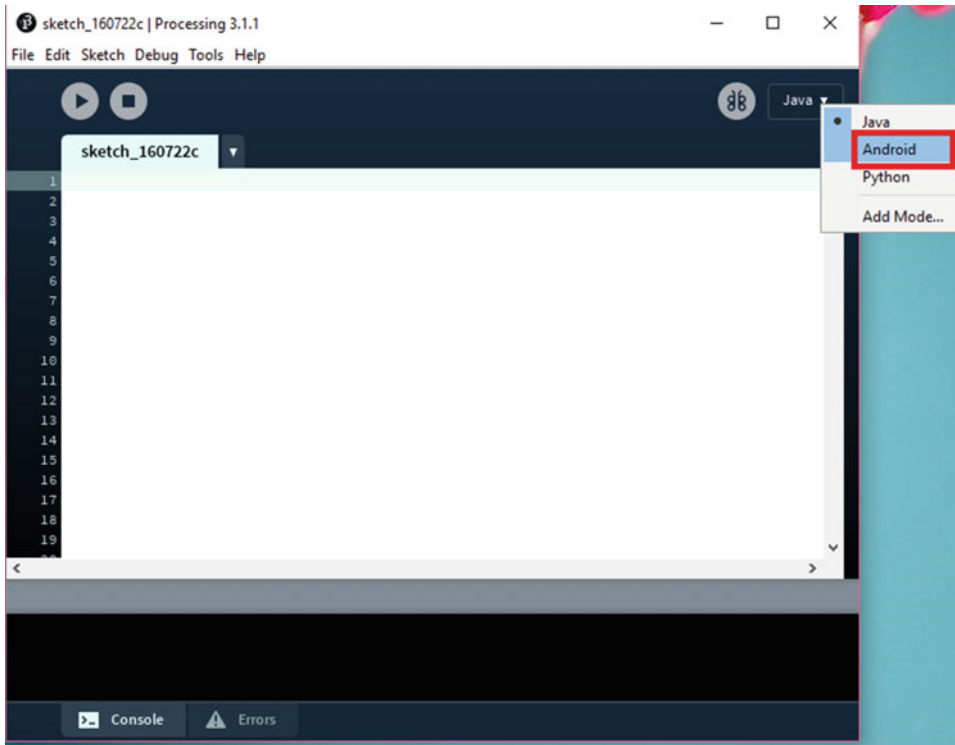 sketch_160722c | Processing 3.1.1
File Edit Sketch Debug Tools Help
Java
sketch_160722c
Java
Android
Python
Add Mode...
1
2
3
4
5
6
7
8
9
10
11
12
13
14
15
16
17
18
19
Console
Errors